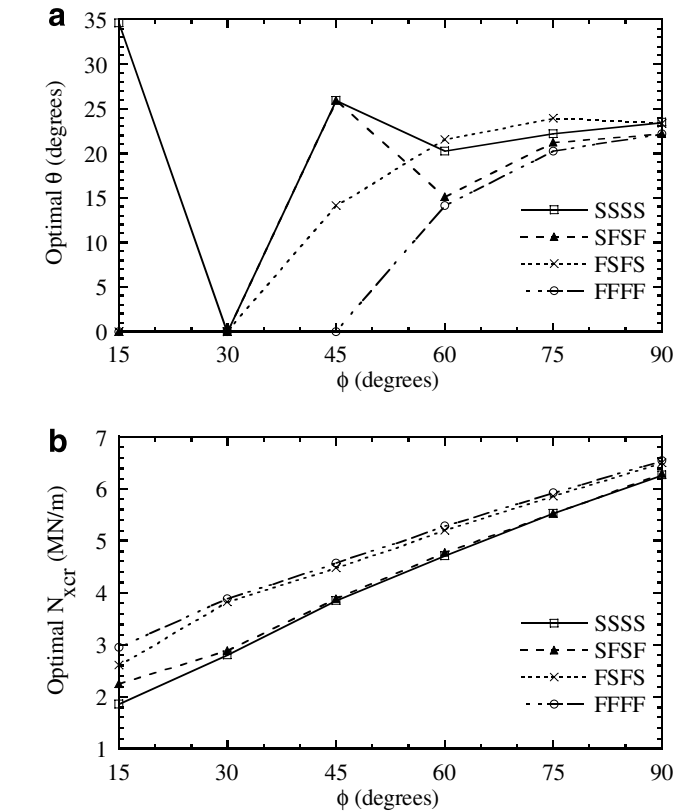 a
Optimal θ (degrees)
35
30
25
20
15
10
5
0
SSSS
SFSF
FSFS
FFFF
15 30 45 60 75 90
ϕ (degrees)
b
Optimal Nxcr (MN/m)
7
6
5
4
3
2
1
SSSS
SFSF
FSFS
FFFF
15 30 45 60 75 90
ϕ (degrees)